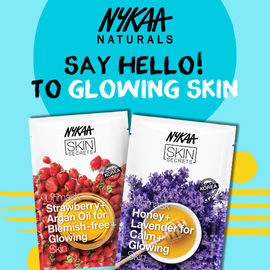 NYKAA
NATURALS
SAY HELLO!
TO GLOWING SKIN
NYKAA
SKIN
SECRETS
Strawberry+
Argan Oil for
Blemish-free+
Glowing
Skin
NYKAA
SKIN
SECRETS
KOREA
Honey+
Lavender for
Calm+
Glowing